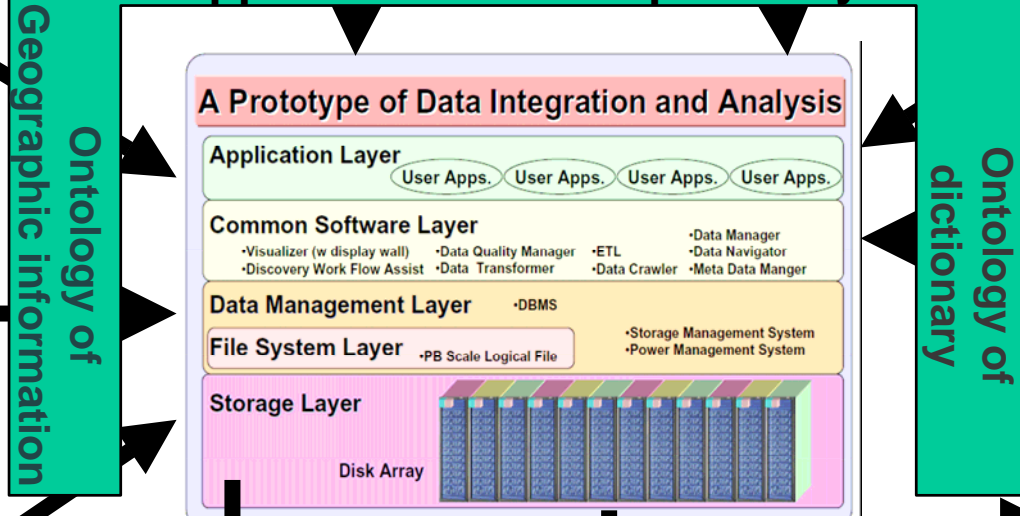 Geographic information
Ontology of
A Prototype of Data Integration and Analysis
Application Layer
User Apps. User Apps. User Apps. User Apps.
Common Software Layer
•Visualizer (w display wall)
•Discovery Work Flow Assist
•Data Quality Manager
•Data Transformer
•ETL
•Data Crawler
•Data Manager
•Data Navigator
•Meta Data Manger
Data Management Layer
•DBMS
File System Layer
•PB Scale Logical File
•Storage Management System
•Power Management System
Storage Layer
Disk Array
Ontology of
dictionary